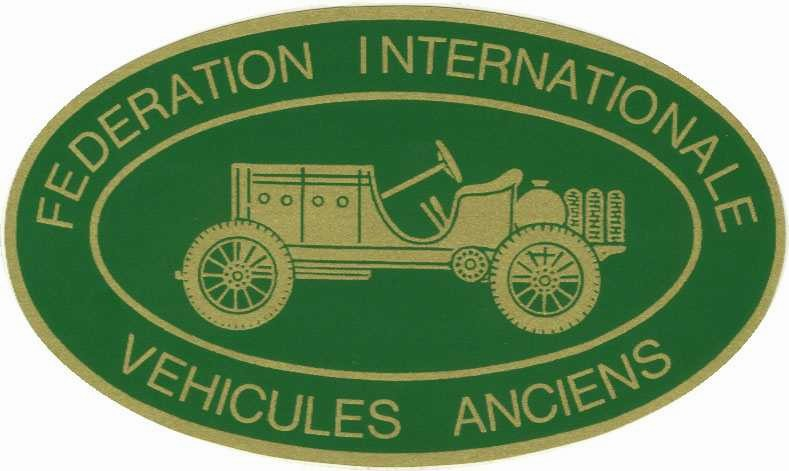 FEDERATION INTERNATIONALE
VEHICULES ANCIENS